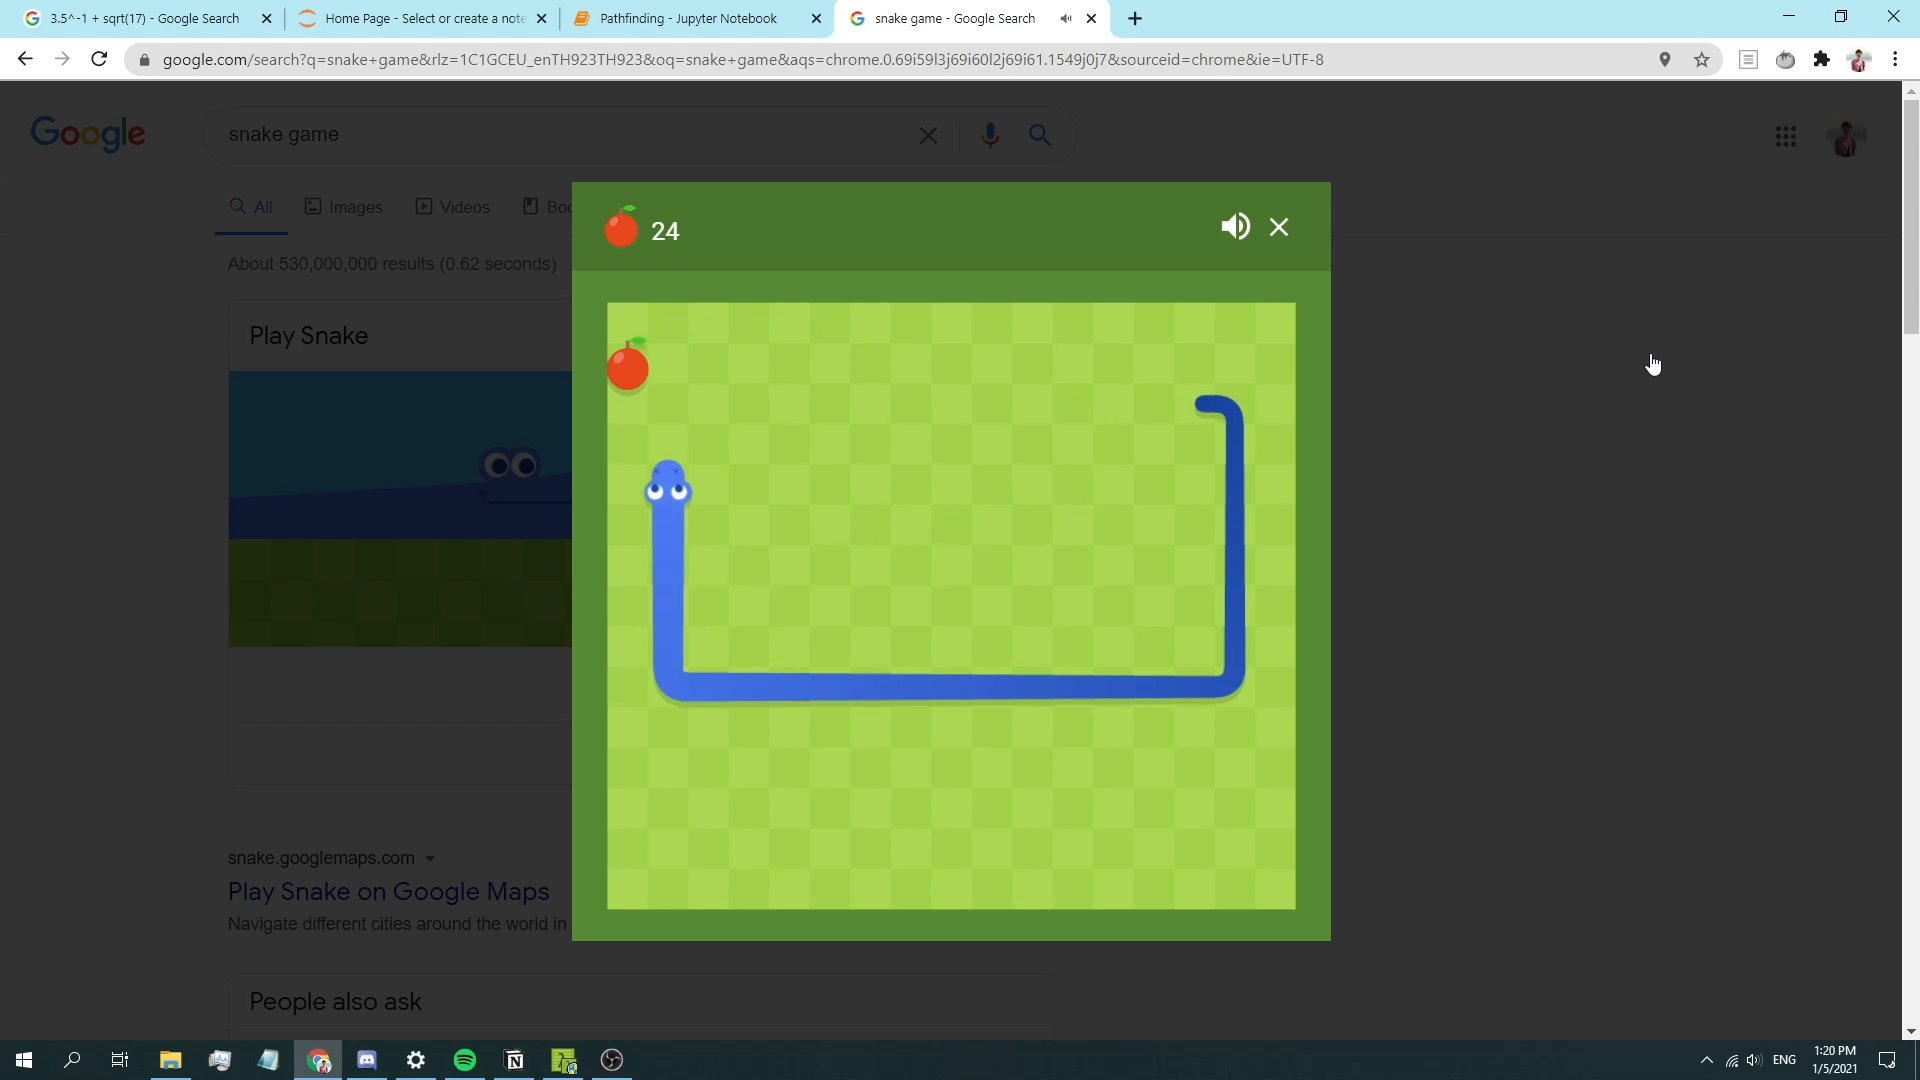 3.5^-1 + sqrt(17) - Google Search
Home Page - Select or create a note
Pathfinding - Jupyter Notebook
snake game - Google Search
google.com/search?q=snake+game&rlz=1C1GCEU_enTH923TH923&oq=snake+game&aqs=chrome.0.69i59l3j69i60l2j69i61.1549j0j7&sourceid=chrome&ie=UTF-8
Google
snake game
All
Images
Videos
Boo
24
About 530,000,000 results (0.62 seconds)
Play Snake
snake.googlemaps.com
Play Snake on Google Maps
Navigate different cities around the world in
People also ask
ENG
1:20 PM
1/5/2021